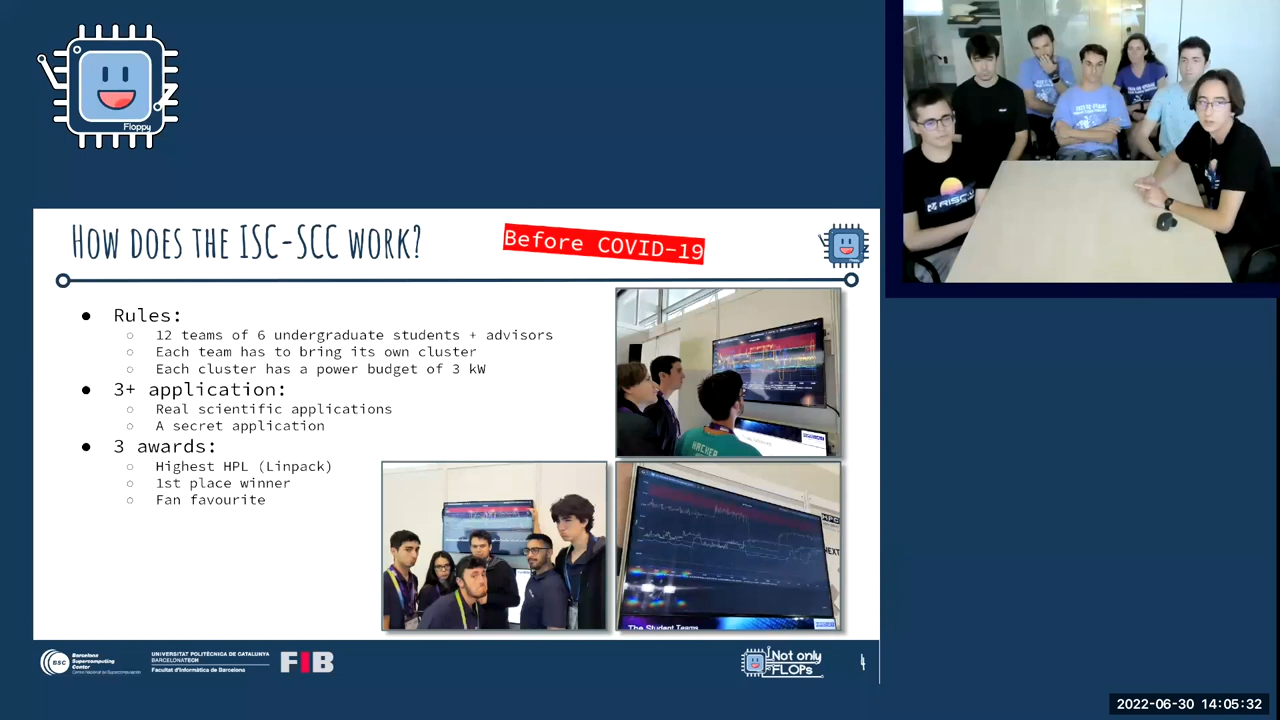 Floppy
HOW DOES THE ISC-SCC WORK?
Before COVID-19
Rules:
12 teams of 6 undergraduate students + advisors
Each team has to bring its own cluster
Each cluster has a power budget of 3 kW
3+ application:
Real scientific applications
A secret application
3 awards:
Highest HPL (Linpack)
1st place winner
Fan favourite
RISC-V
HACKER
The Student Teams
BSC
Barcelona
Supercomputing
Center
Centro Nacional de Supercomputación
UNIVERSITAT POLITÈCNICA DE CATALUNYA
BARCELONATECH
Facultat d'Informàtica de Barcelona
FIB
Not only
FLOPs
4
2022-06-30 14:05:32